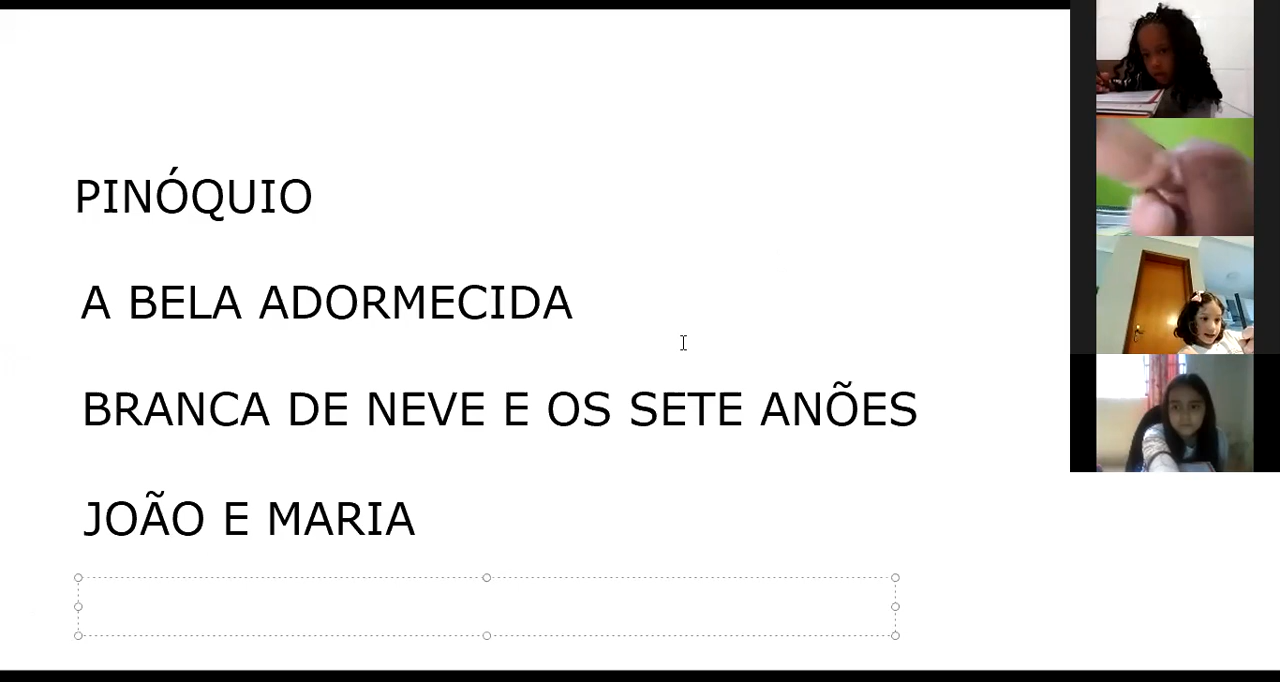 PINÓQUIO
A BELA ADORMECIDA
BRANCA DE NEVE E OS SETE ANÕES
JOÃO E MARIA